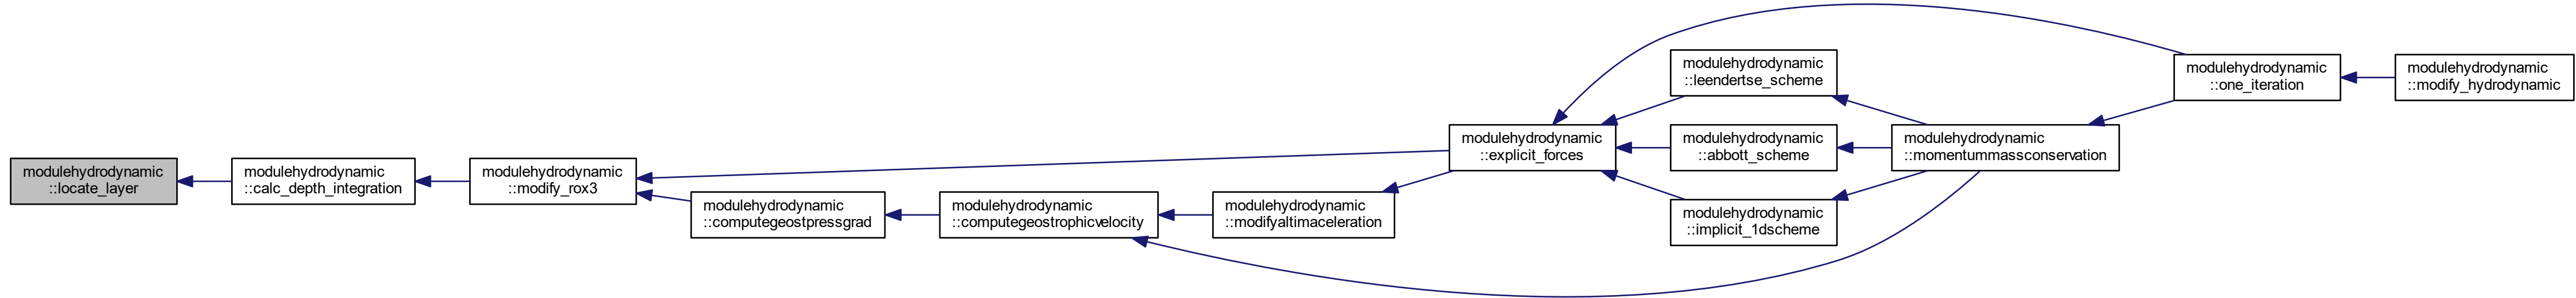 modulehydrodynamic
::locate_layer
modulehydrodynamic
::calc_depth_integration
modulehydrodynamic
::modify_rox3
modulehydrodynamic
::computegeostpressgrad
modulehydrodynamic
::computegeostrophicvelocity
modulehydrodynamic
::modifyaltimaceleration
modulehydrodynamic
::explicit_forces
modulehydrodynamic
::leendertse_scheme
modulehydrodynamic
::abbott_scheme
modulehydrodynamic
::implicit_1dscheme
modulehydrodynamic
::momentummassconservation
modulehydrodynamic
::one_iteration
modulehydrodynamic
::modify_hydrodynamic